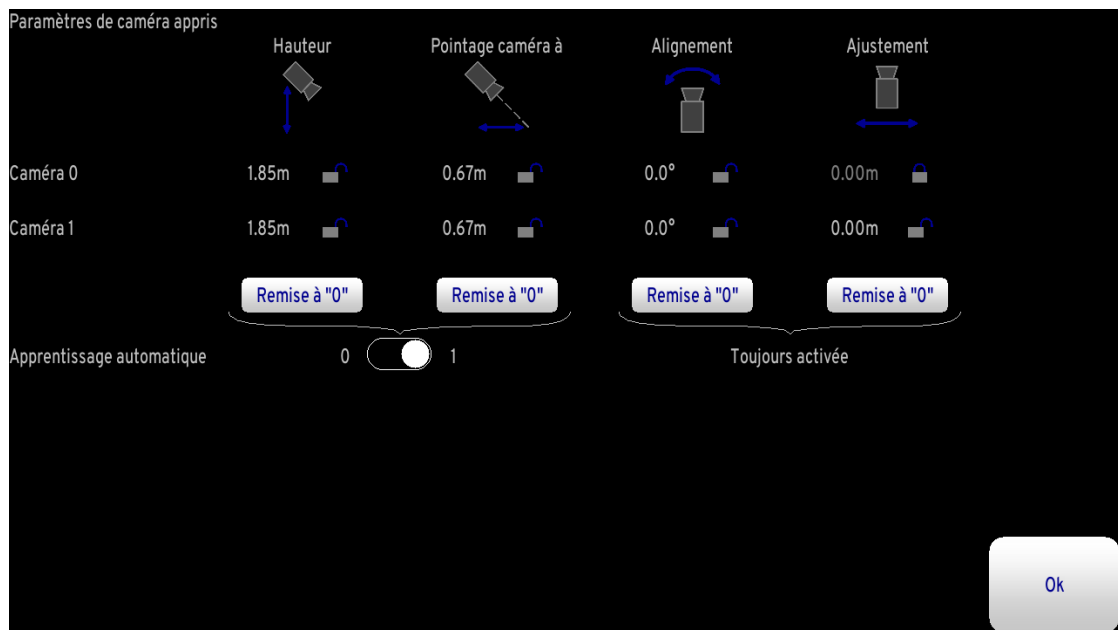 Paramètres de caméra appris
Hauteur Pointage caméra à Alignement Ajustement
Caméra 0 1.85m 0.67m 0.0° 0.00m
Caméra 1 1.85m 0.67m 0.0° 0.00m
Remise à "0" Remise à "0" Remise à "0" Remise à "0"
Apprentissage automatique 0 1 Toujours activée
Ok